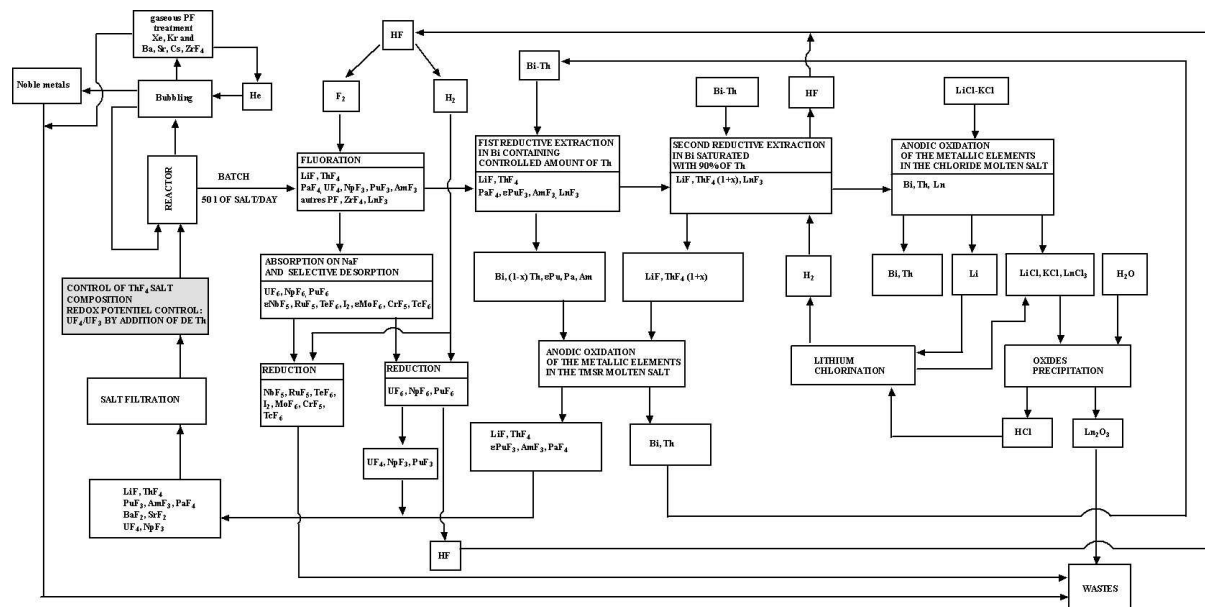 gaseous PF
treatment
Xe, Kr and
Ba, Sr, Cs, ZrF4
Noble metals
Bubbling
He
REACTOR
BATCH
50 l OF SALT/DAY
CONTROL OF ThF4 SALT
COMPOSITION
REDOX POTENTIEL CONTROL:
UF4/UF3 BY ADDITION OF DE Th
SALT FILTRATION
LiF, ThF4
PuF3, AmF3, PaF4
BaF2, SrF2
UF4, NpF3
HF
F2
H2
FLUORATION
LiF, ThF4
PaF4, UF4, NpF3, PuF3, AmF3
autres PF, ZrF4, LnF3
ABSORPTION ON NaF
AND SELECTIVE DESORPTION
UF6, NpF6, PuF6
εNbF5, RuF5, TeF6, I2, εMoF6, CrF5, TcF6
REDUCTION
NbF5, RuF5, TeF6,
I2, MoF6, CrF5,
TcF6
REDUCTION
UF6, NpF6, PuF6
UF4, NpF3, PuF3
HF
Bi-Th
FIST REDUCTIVE EXTRACTION
IN Bi CONTAINING
CONTROLLED AMOUNT OF Th
LiF, ThF4
PaF4, εPuF3, AmF3, LnF3
Bi, (1-x) Th, εPu, Pa, Am
LiF, ThF4 (1+x)
ANODIC OXIDATION
OF THE METALLIC ELEMENTS
IN THE TMSR MOLTEN SALT
LiF, ThF4
εPuF3, AmF3, PaF4
Bi, Th
Bi-Th
HF
SECOND REDUCTIVE EXTRACTION
IN Bi SATURATED
WITH 90% OF Th
LiF, ThF4 (1+x), LnF3
H2
LiCl-KCl
ANODIC OXIDATION
OF THE METALLIC ELEMENTS
IN THE CHLORIDE MOLTEN SALT
Bi, Th, Ln
Bi, Th
Li
LiCl, KCl, LnCl3
H2O
LITHIUM
CHLORINATION
OXIDES
PRECIPITATION
HCl
Ln2O3
WASTES